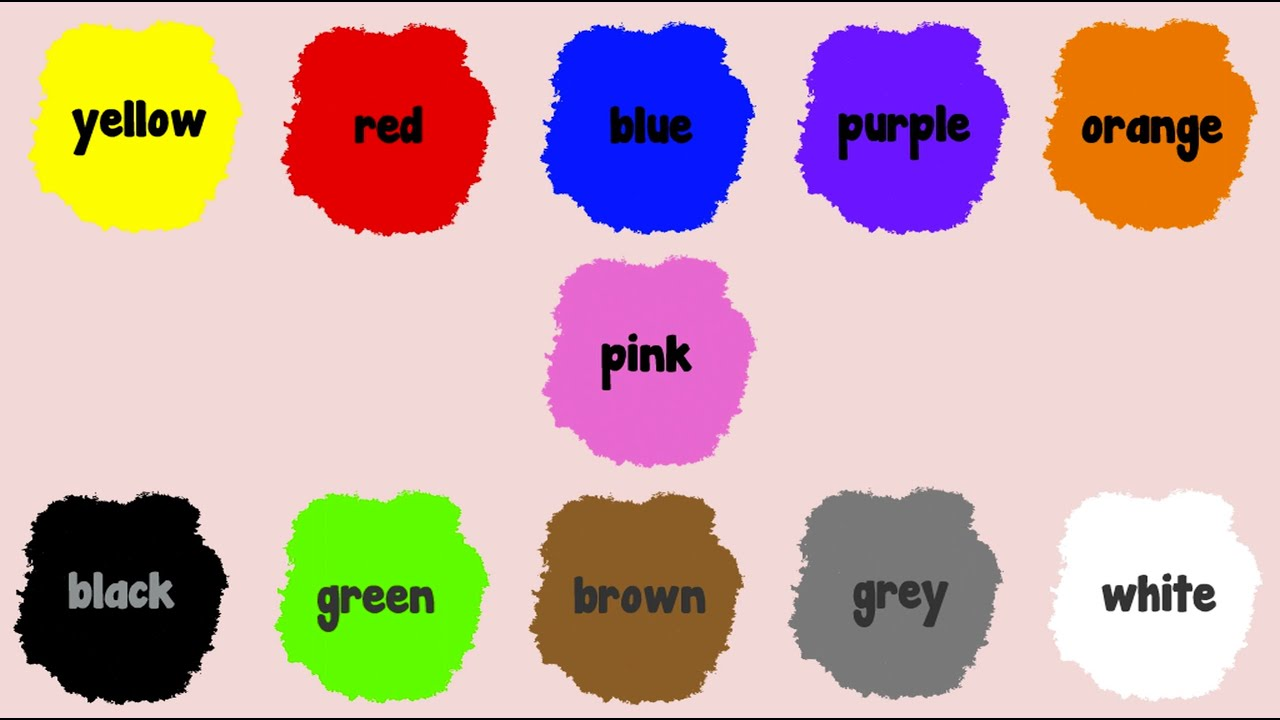 yellow red blue purple orange
pink
black green brown grey white